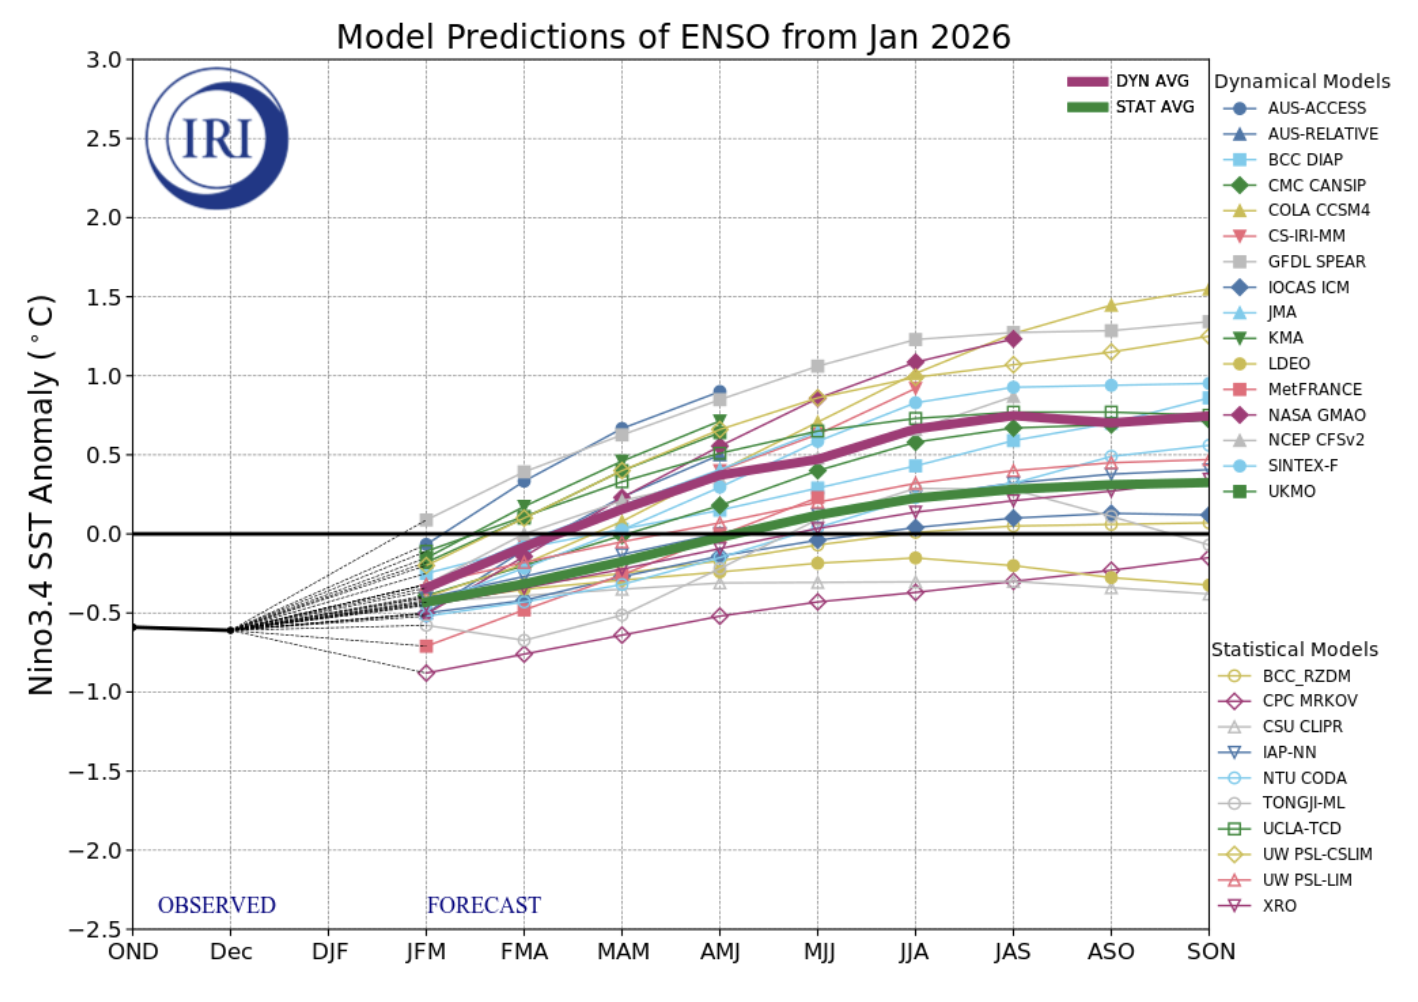 Model Predictions of ENSO from Jan 2026
Nino3.4 SST Anomaly (°C)
3.0
2.5
2.0
1.5
1.0
0.5
0.0
−0.5
−1.0
−1.5
−2.0
−2.5
IRI
DYN AVG
STAT AVG
OBSERVED
FORECAST
OND Dec DJF JFM FMA MAM AMJ MJJ JJA JAS ASO SON
Dynamical Models
AUS-ACCESS
AUS-RELATIVE
BCC DIAP
CMC CANSIP
COLA CCSM4
CS-IRI-MM
GFDL SPEAR
IOCAS ICM
JMA
KMA
LDEO
MetFRANCE
NASA GMAO
NCEP CFSv2
SINTEX-F
UKMO
Statistical Models
BCC_RZDM
CPC MRKOV
CSU CLIPR
IAP-NN
NTU CODA
TONGJI-ML
UCLA-TCD
UW PSL-CSLIM
UW PSL-LIM
XRO